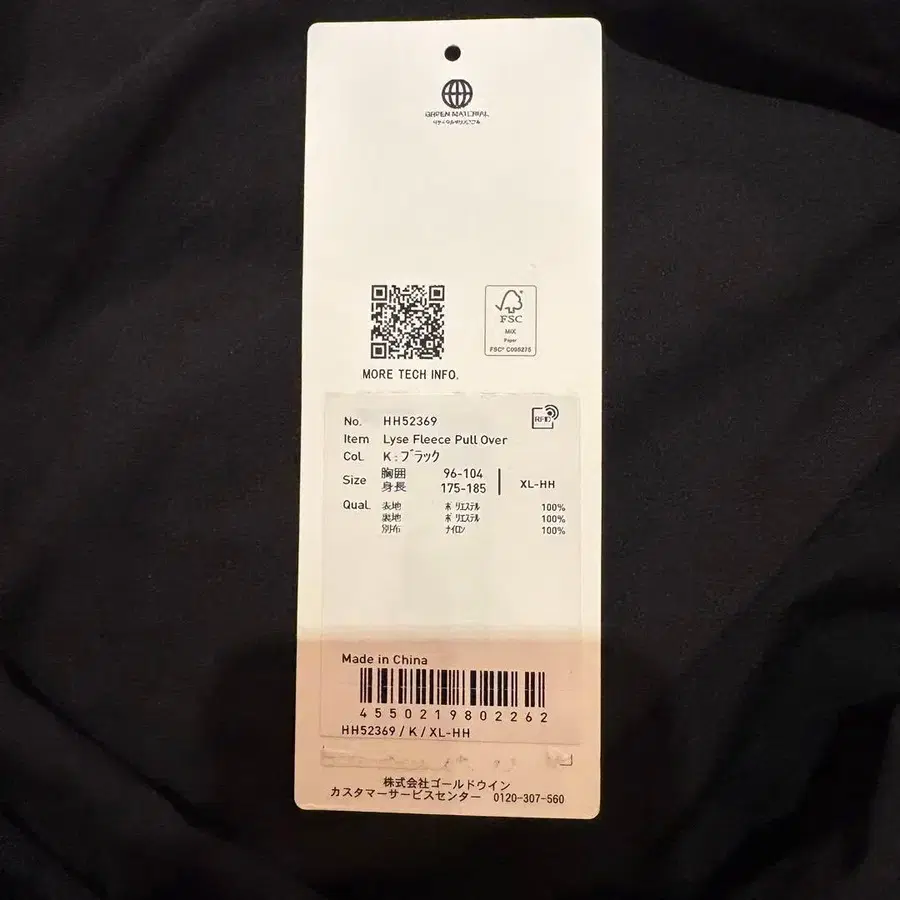 GREEN MATERIAL
MORE TECH INFO.
FSC
MIX
Paper
FSC® C098275
RFID
No. HH52369
Item Lyse Fleece Pull Over
Col. K:ブラック
Size 胸囲 96-104
身長 175-185
XL-HH
Qual. 表地 ポリエステル 100%
裏地 ポリエステル 100%
別布 ナイロン 100%
Made in China
4550219802262
HH52369 / K / XL-HH
株式会社ゴールドウイン
カスタマーサービスセンター 0120-307-560